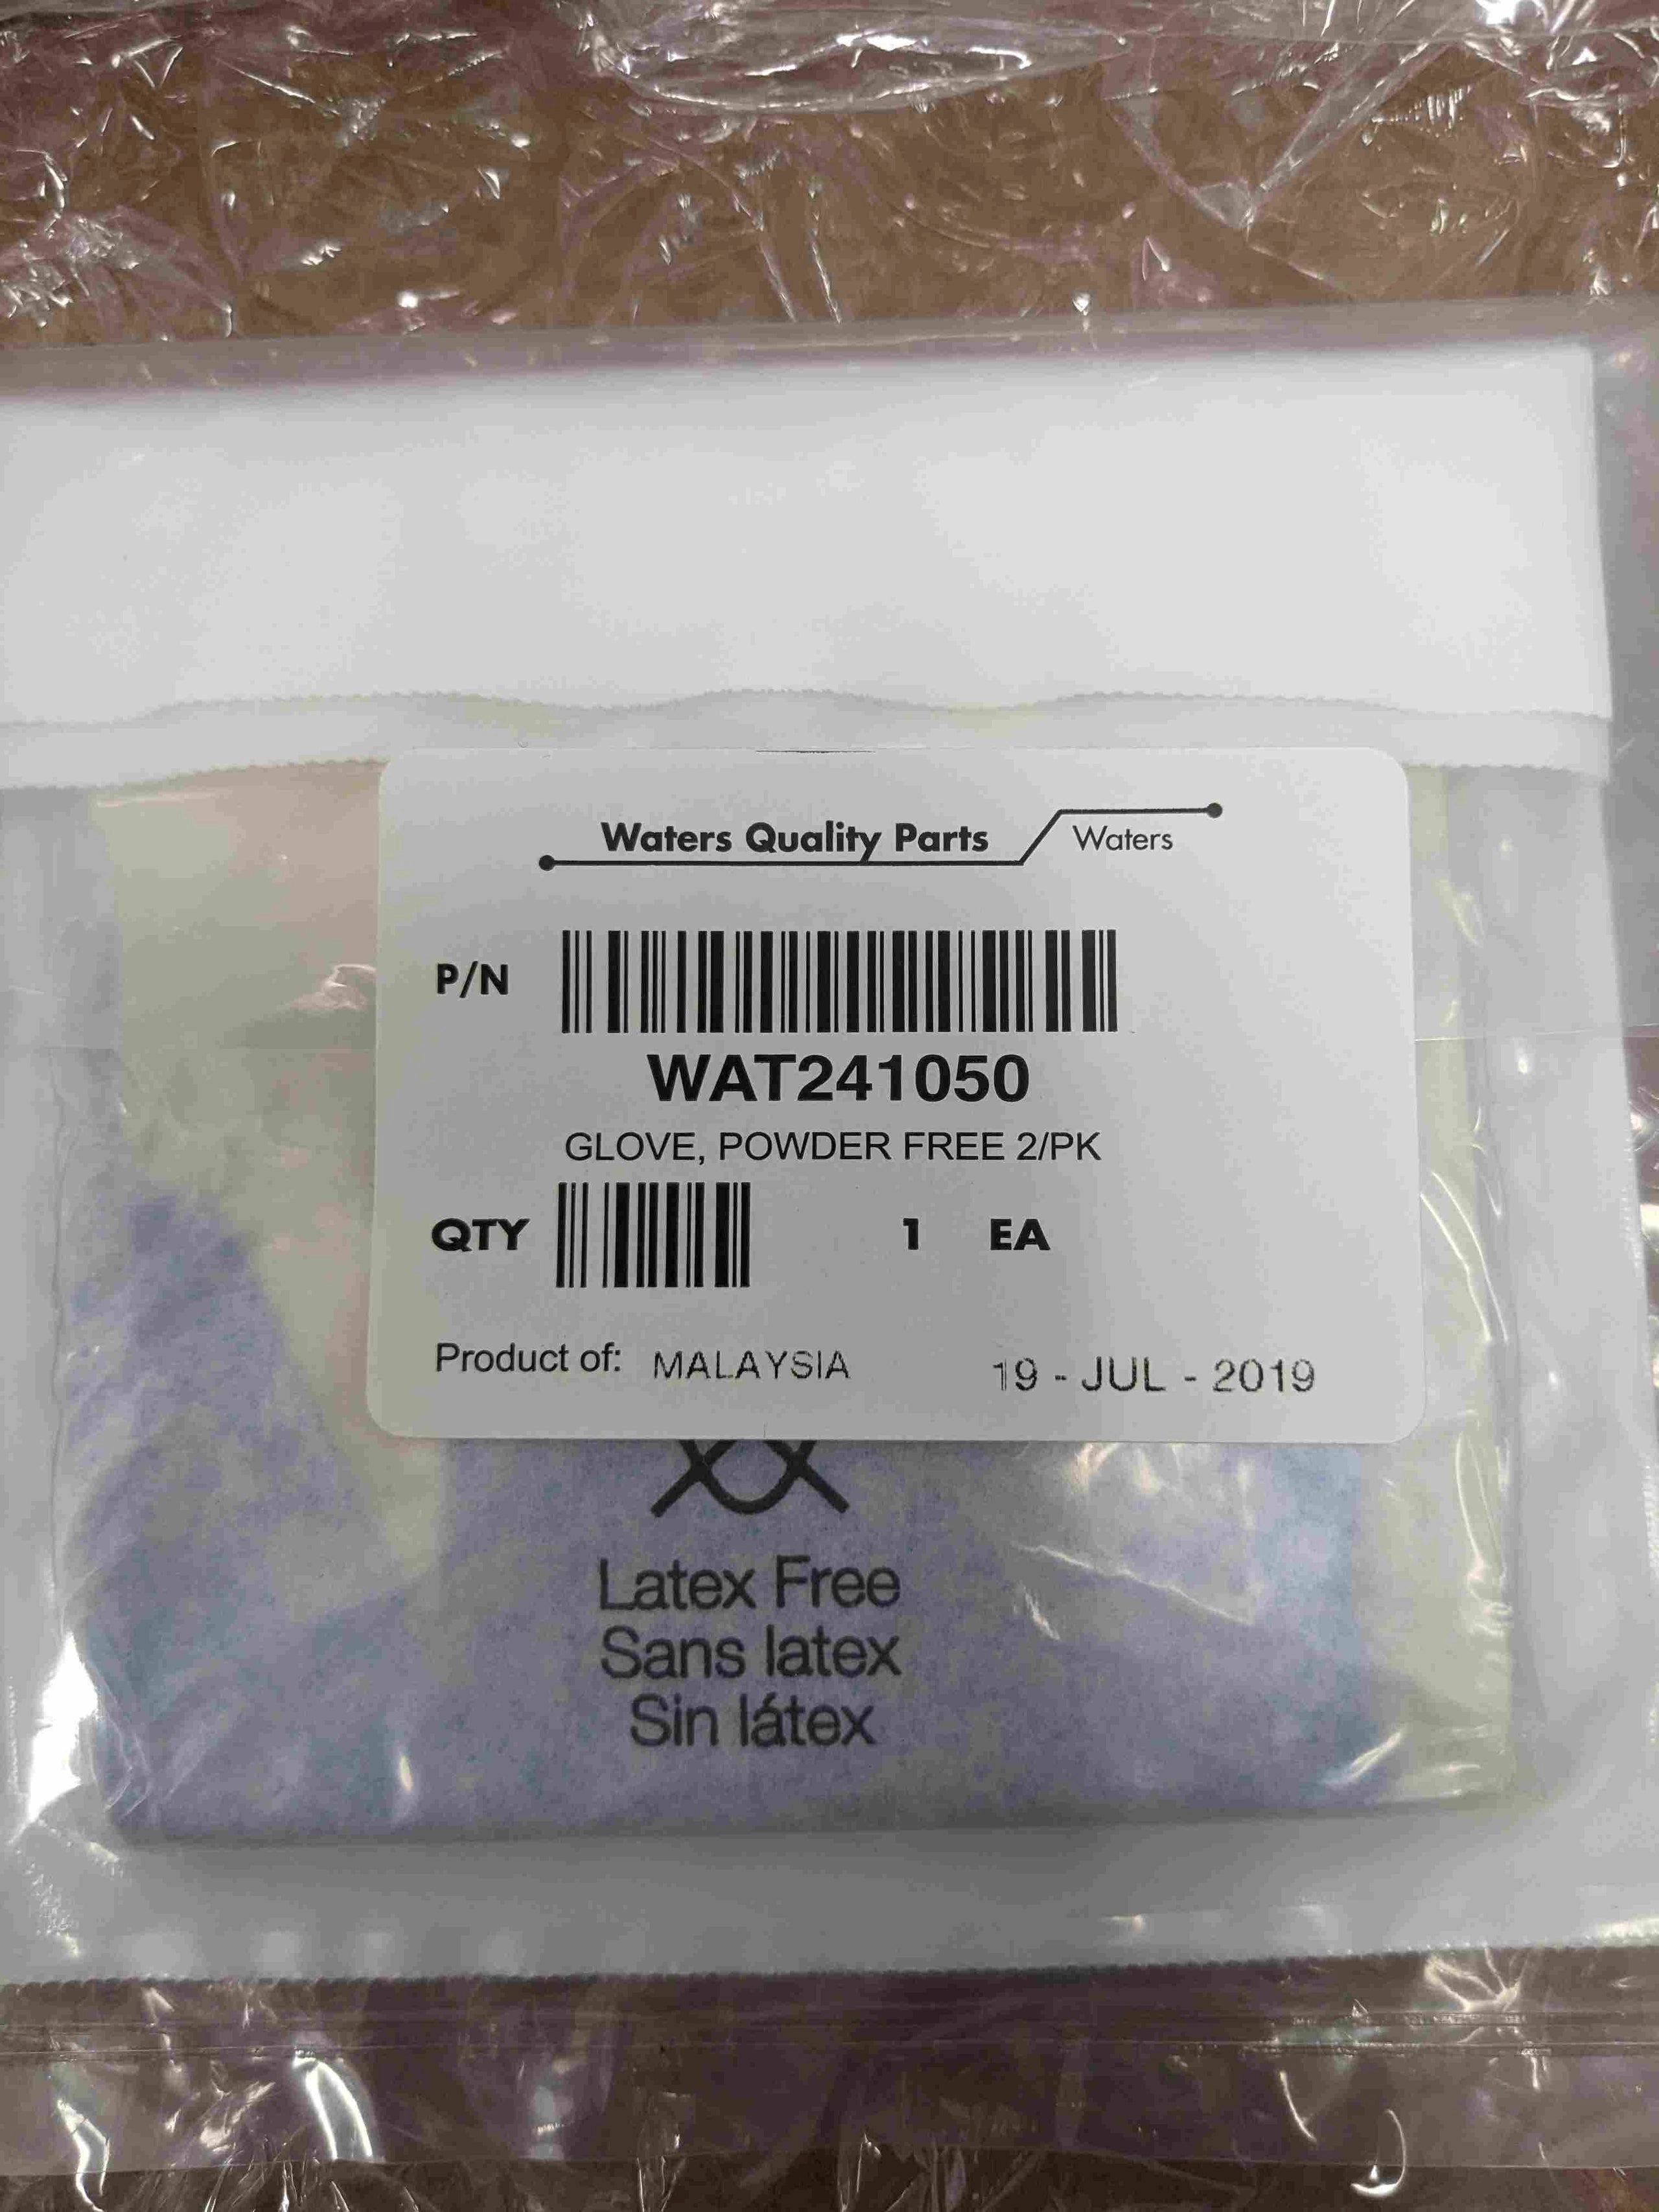 Waters Quality Parts Waters
P/N
WAT241050
GLOVE, POWDER FREE 2/PK
QTY 1 EA
Product of: MALAYSIA 19 - JUL - 2019
Latex Free
Sans latex
Sin látex